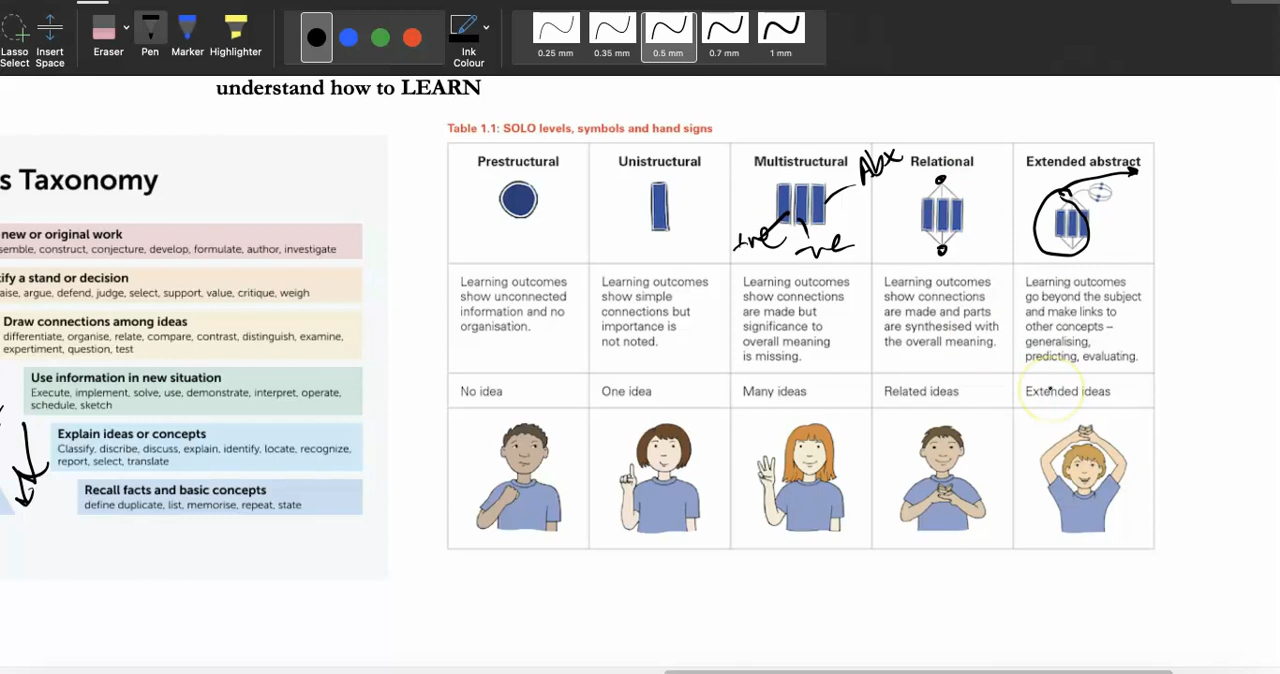 Lasso
Select
Insert
Space
Eraser
Pen
Marker
Highlighter
Ink
Colour
0.25 mm
0.35 mm
0.5 mm
0.7 mm
1 mm
understand how to LEARN
s Taxonomy
new or original work
semble, construct, conjecture, develop, formulate, author, investigate
ify a stand or decision
raise, argue, defend, judge, select, support, value, critique, weigh
Draw connections among ideas
differentiate, organise, relate, compare, contrast, distinguish, examine,
expertiment, question, test
Use information in new situation
Execute, implement, solve, use, demonstrate, interpret, operate,
schedule, sketch
Explain ideas or concepts
Classify, discribe, discuss, explain, identify, locate, recognize,
report, select, translate
Recall facts and basic concepts
define duplicate, list, memorise, repeat, state
Table 1.1: SOLO levels, symbols and hand signs
Prestructural
Unistructural
Multistructural
Relational
Extended abstract
Abx
+ve
-ve
Learning outcomes
show unconnected
information and no
organisation.
Learning outcomes
show simple
connections but
importance is
not noted.
Learning outcomes
show connections
are made but
significance to
overall meaning
is missing.
Learning outcomes
show connections
are made and parts
are synthesised with
the overall meaning.
Learning outcomes
go beyond the subject
and make links to
other concepts –
generalising,
predicting, evaluating.
No idea
One idea
Many ideas
Related ideas
Extended ideas